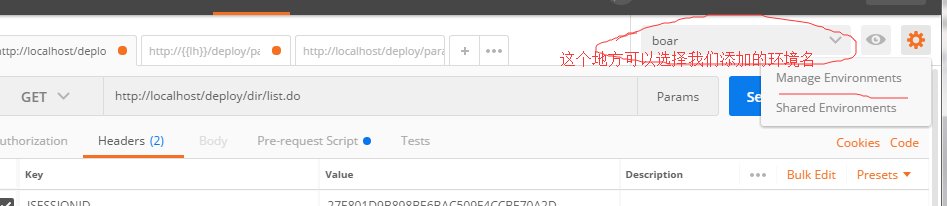 http://localhost/deplo http://{{lh}}/deploy/pa http://localhost/deploy/para + ••• boar
这个地方可以选择我们添加的环境名
Manage Environments
GET http://localhost/deploy/dir/list.do Params Se
Shared Environments
uthorization Headers (2) Body Pre-request Script Tests Cookies Code
Key Value Description ••• Bulk Edit Presets
JSESSIONID